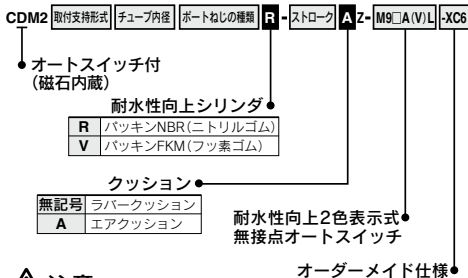 CDM2 取付支持形式 チューブ内径 ポートねじの種類 R - ストローク A Z- M9□A(V)L -XC6
オートスイッチ付
(磁石内蔵)
耐水性向上シリンダ
R パッキンNBR(ニトリルゴム)
V パッキンFKM(フッ素ゴム)
クッション
無記号 ラバークッション
A エアクッション
耐水性向上2色表示式
無接点オートスイッチ
オーダーメイド仕様